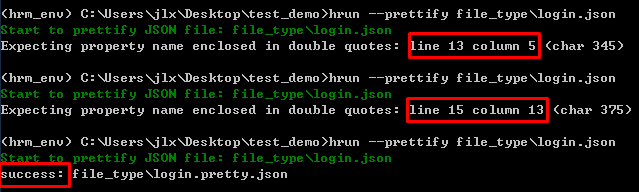 (hrm_env) C:\Users\jlx\Desktop\test_demo>hrun --prettify file_type\login.json
Start to prettify JSON file: file_type\login.json
Expecting property name enclosed in double quotes: line 13 column 5 (char 345)
(hrm_env) C:\Users\jlx\Desktop\test_demo>hrun --prettify file_type\login.json
Start to prettify JSON file: file_type\login.json
Expecting property name enclosed in double quotes: line 15 column 13 (char 375)
(hrm_env) C:\Users\jlx\Desktop\test_demo>hrun --prettify file_type\login.json
Start to prettify JSON file: file_type\login.json
success: file_type\login.pretty.json